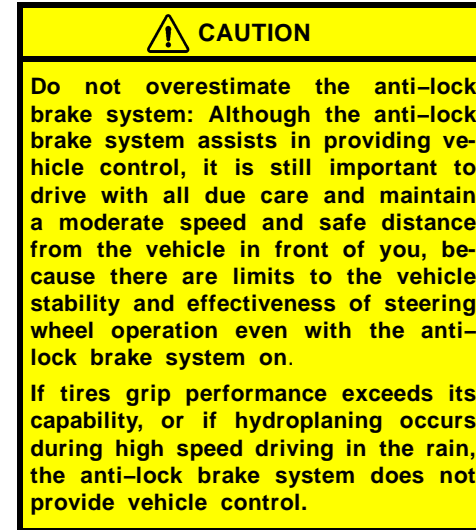 CAUTION
Do not overestimate the anti–lock
brake system: Although the anti–lock
brake system assists in providing ve-
hicle control, it is still important to
drive with all due care and maintain
a moderate speed and safe distance
from the vehicle in front of you, be-
cause there are limits to the vehicle
stability and effectiveness of steering
wheel operation even with the anti–
lock brake system on.
If tires grip performance exceeds its
capability, or if hydroplaning occurs
during high speed driving in the rain,
the anti–lock brake system does not
provide vehicle control.